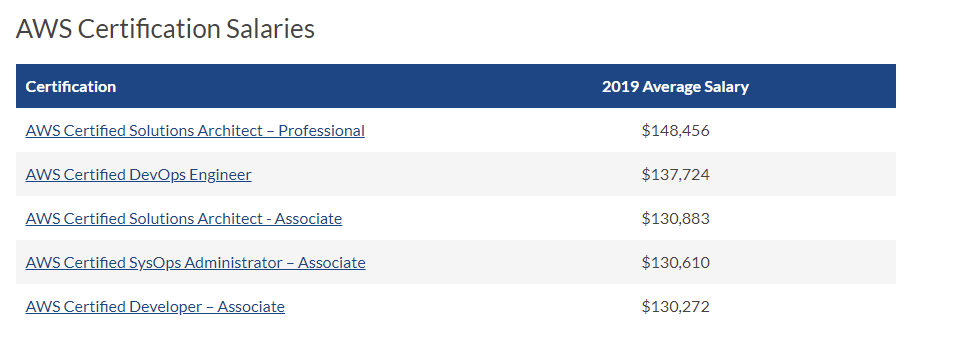 AWS Certification Salaries
Certification 2019 Average Salary
AWS Certified Solutions Architect – Professional $148,456
AWS Certified DevOps Engineer $137,724
AWS Certified Solutions Architect - Associate $130,883
AWS Certified SysOps Administrator – Associate $130,610
AWS Certified Developer – Associate $130,272